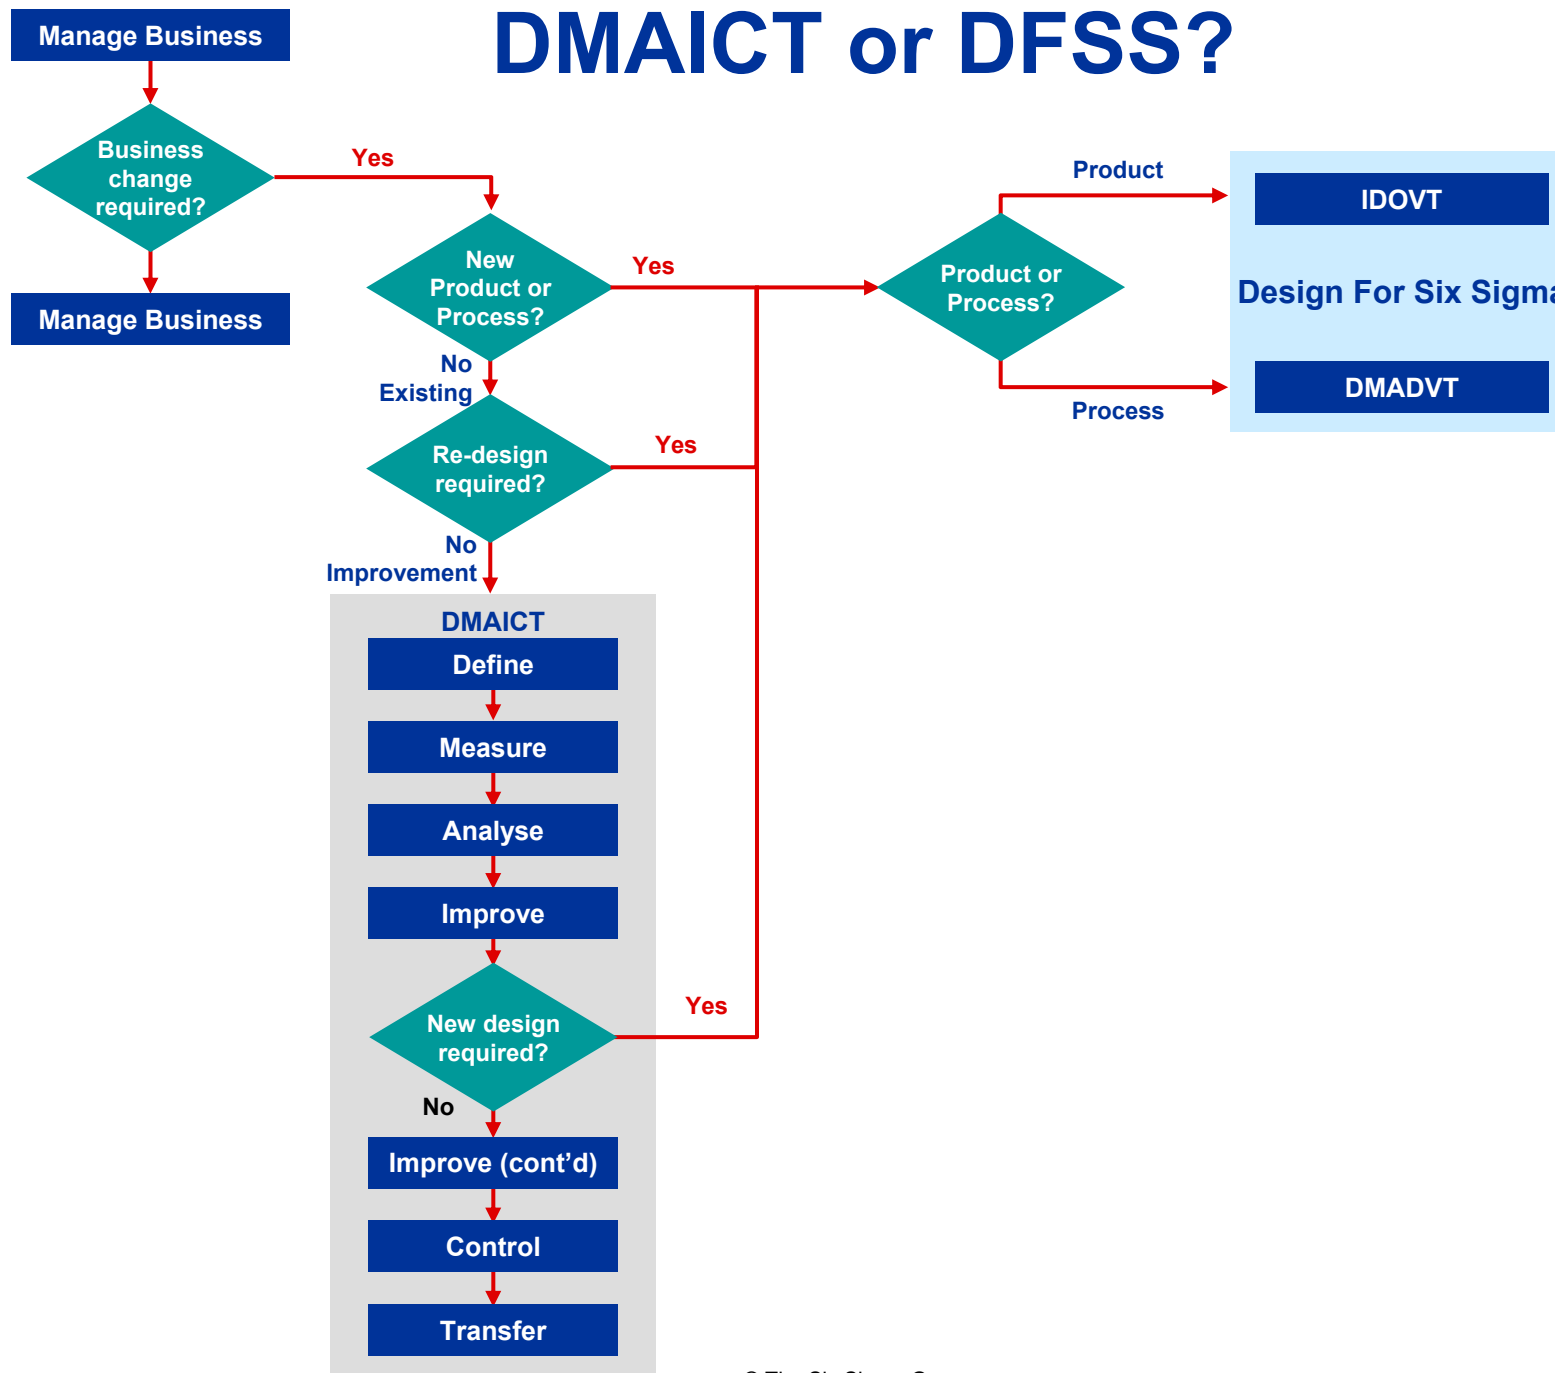 DMAICT or DFSS?
Manage Business
Business
change
required?
Yes
Manage Business
New
Product or
Process?
Yes
No
Existing
Re-design
required?
Yes
No
Improvement
Product or
Process?
Product
IDOVT
Design For Six Sigma
Process
DMADVT
DMAICT
Define
Measure
Analyse
Improve
New design
required?
Yes
No
Improve (cont’d)
Control
Transfer